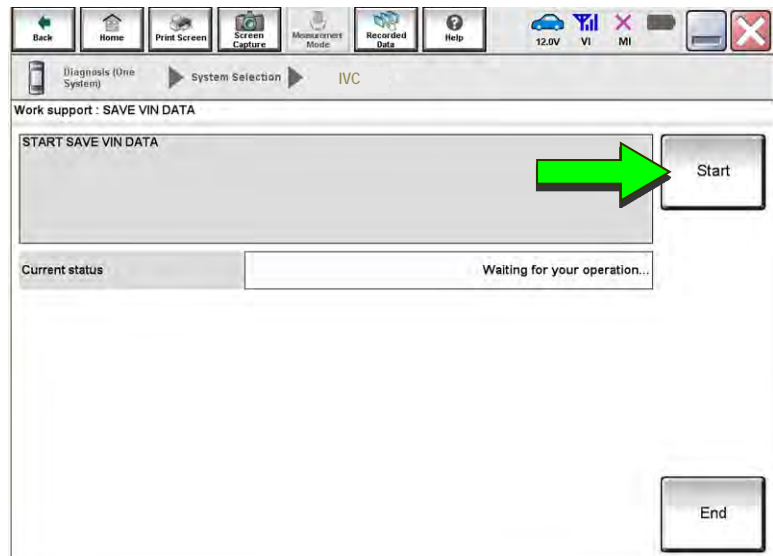 Back
Home
Print Screen
Screen
Capture
Measurement
Mode
Recorded
Data
Help
12.0V
VI
MI
Diagnosis (One
System)
System Selection
IVC
Work support : SAVE VIN DATA
START SAVE VIN DATA
Start
Current status
Waiting for your operation...
End